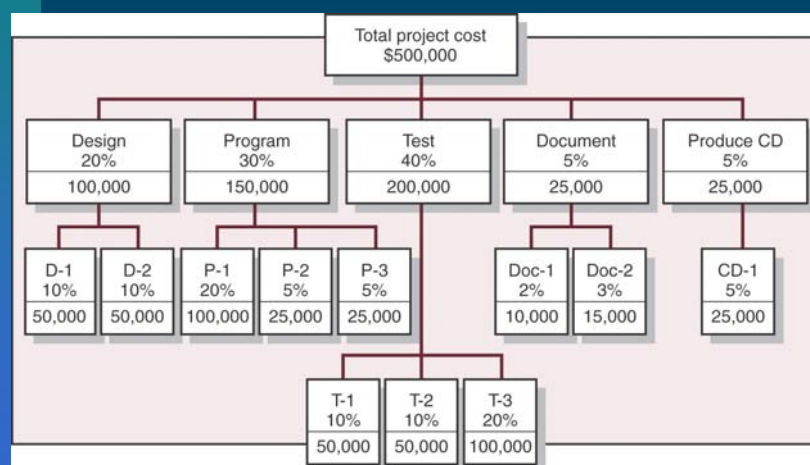 Total project cost
$500,000
Design
20%
100,000
Program
30%
150,000
Test
40%
200,000
Document
5%
25,000
Produce CD
5%
25,000
D-1
10%
50,000
D-2
10%
50,000
P-1
20%
100,000
P-2
5%
25,000
P-3
5%
25,000
Doc-1
2%
10,000
Doc-2
3%
15,000
CD-1
5%
25,000
T-1
10%
50,000
T-2
10%
50,000
T-3
20%
100,000